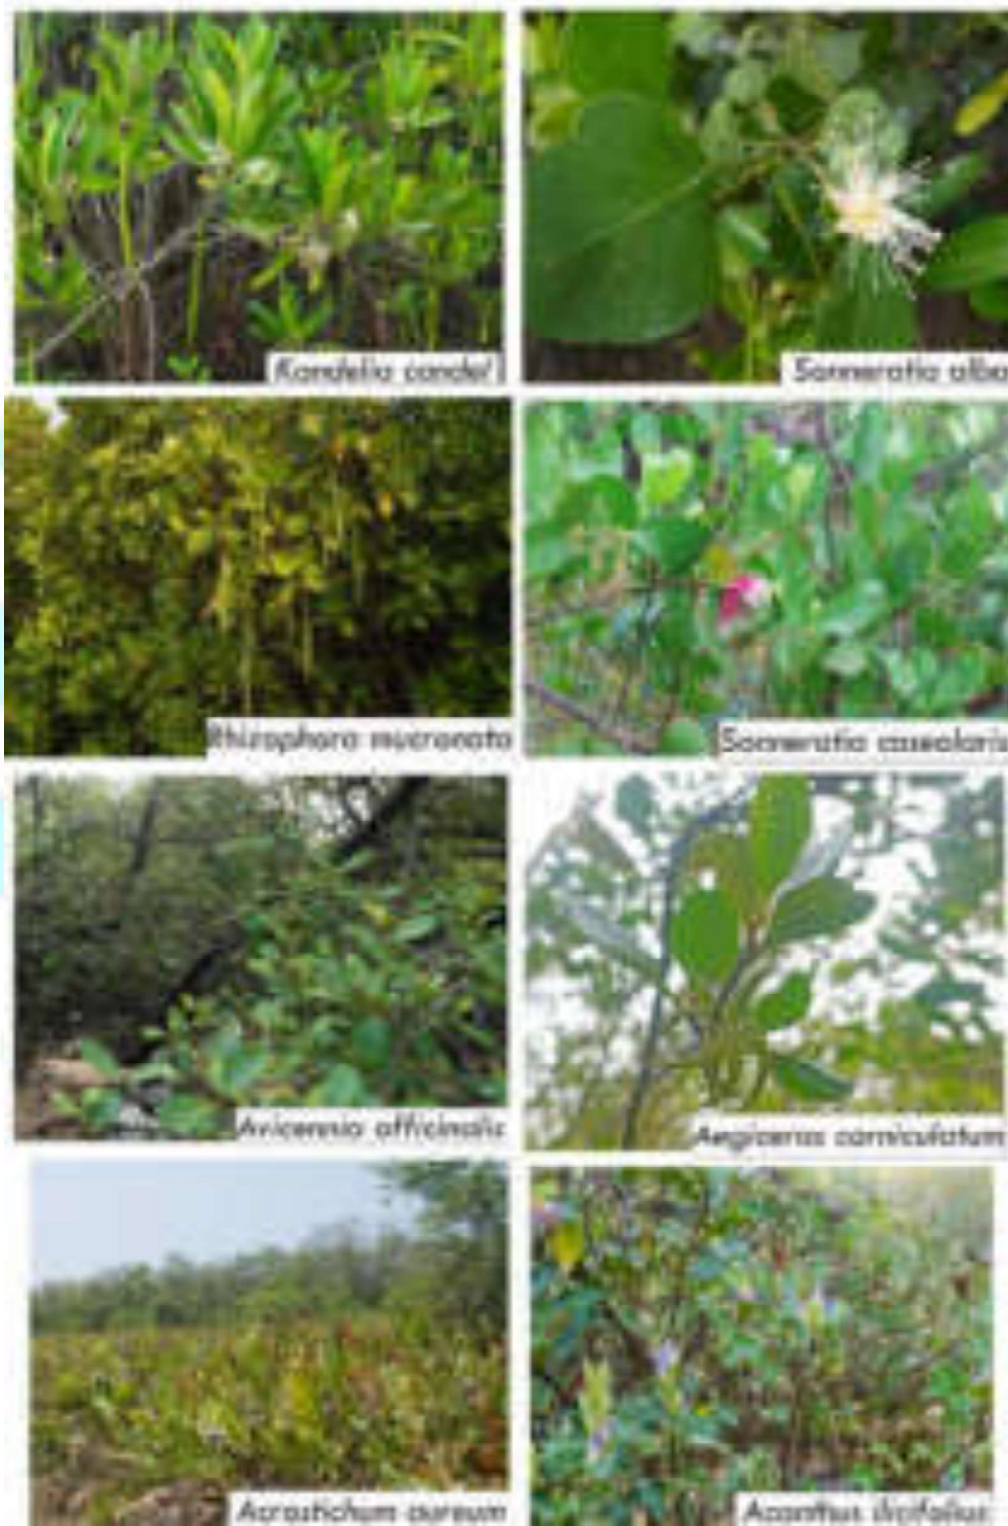 Kandelia candel
Sonneratia alba
Rhizophora mucronata
Sonneratia caseolaris
Avicennia officinalis
Aegiceras corniculatum
Acrostichum aureum
Acanthus ilicifolius